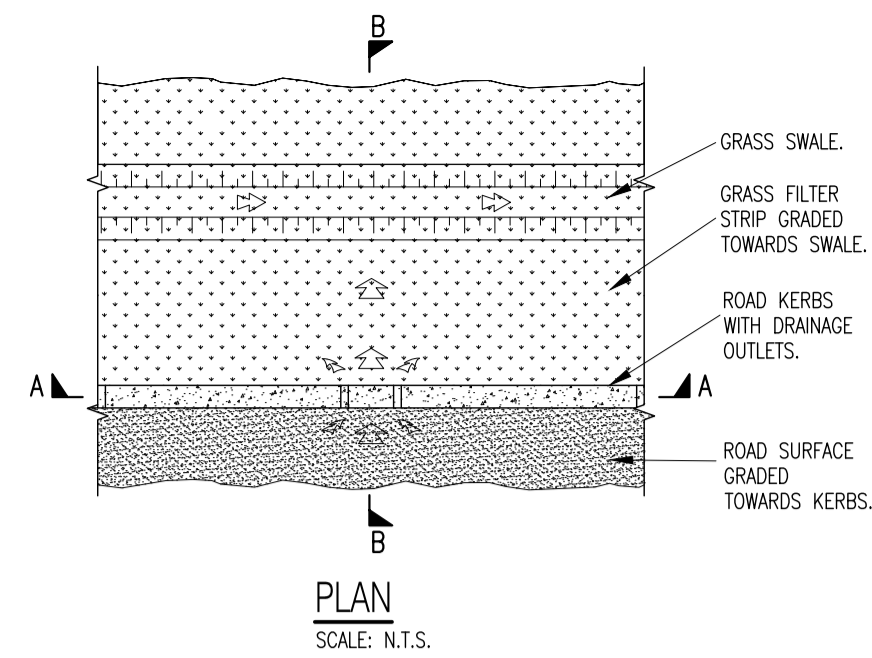 B
GRASS SWALE.
GRASS FILTER
STRIP GRADED
TOWARDS SWALE.
ROAD KERBS
WITH DRAINAGE
OUTLETS.
A
A
ROAD SURFACE
GRADED
TOWARDS KERBS.
B
PLAN
SCALE: N.T.S.